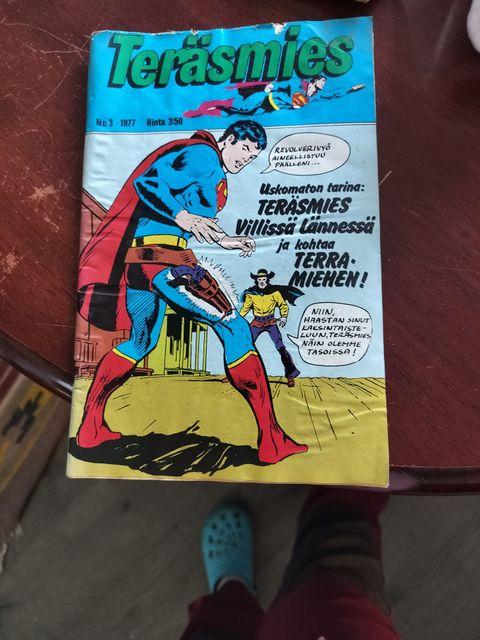 Teräsmies
No 3 - 1977 Hinta 3:50
REVOLVERIVYÖ
AINEELLISTUU
PÄÄLLENI...
Uskomaton tarina:
TERÄSMIES
Villissä Lännessä
ja kohtaa
TERRA-
MIEHEN!
NIIN,
HAASTAN SINUT
KAKSINTAISTE-
LUUN, TERÄSMIES
NÄIN OLEMME
TASOISSA!